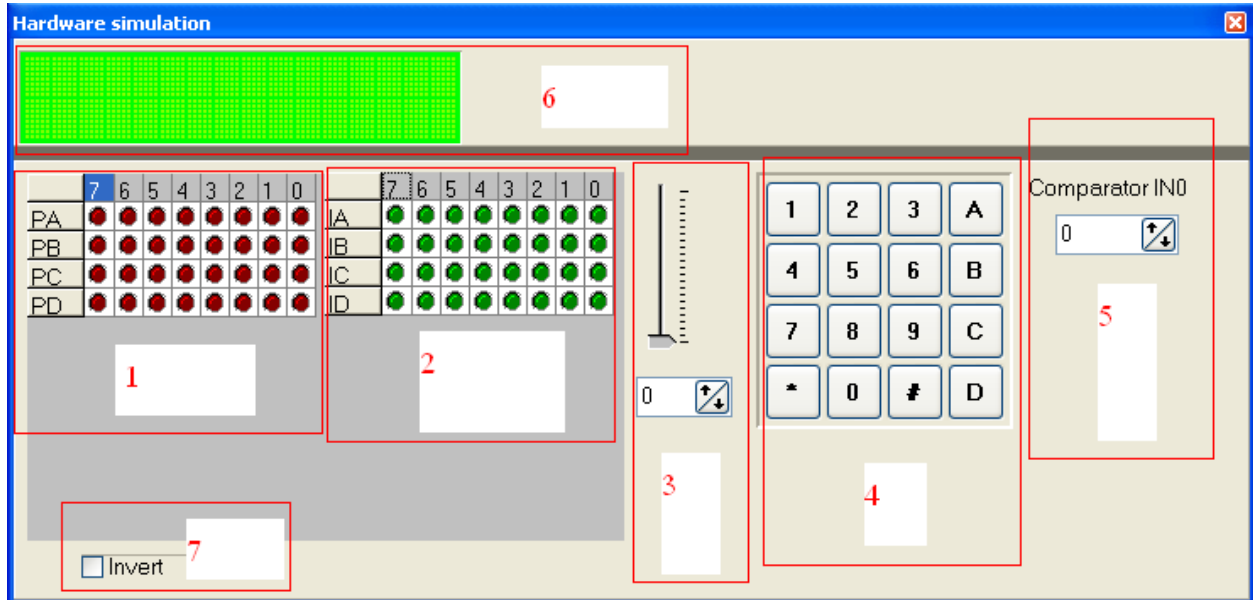 Hardware simulation
6
7 6 5 4 3 2 1 0
PA
PB
PC
PD
1
7 6 5 4 3 2 1 0
IA
IB
IC
ID
2
0
3
1 2 3 A
4 5 6 B
7 8 9 C
* 0 # D
4
Comparator IN0
0
5
Invert
7